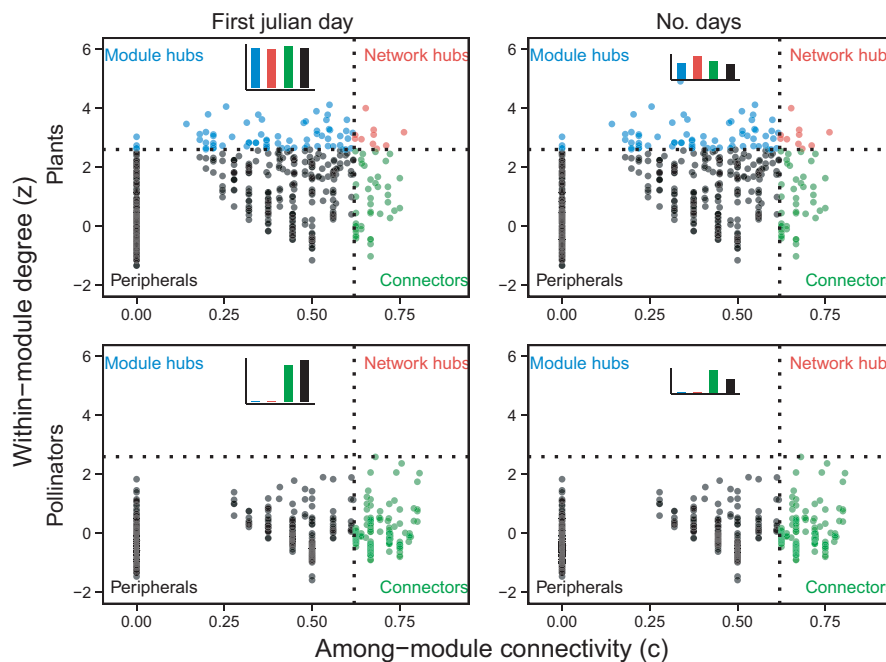 First julian day
No. days
Within−module degree (z)
Plants
6
4
2
0
−2
Module hubs
Network hubs
Peripherals
Connectors
0.00
0.25
0.50
0.75
6
4
2
0
−2
Module hubs
Network hubs
Peripherals
Connectors
0.00
0.25
0.50
0.75
Pollinators
6
4
2
0
−2
Module hubs
Network hubs
Peripherals
Connectors
0.00
0.25
0.50
0.75
6
4
2
0
−2
Module hubs
Network hubs
Peripherals
Connectors
0.00
0.25
0.50
0.75
Among−module connectivity (c)